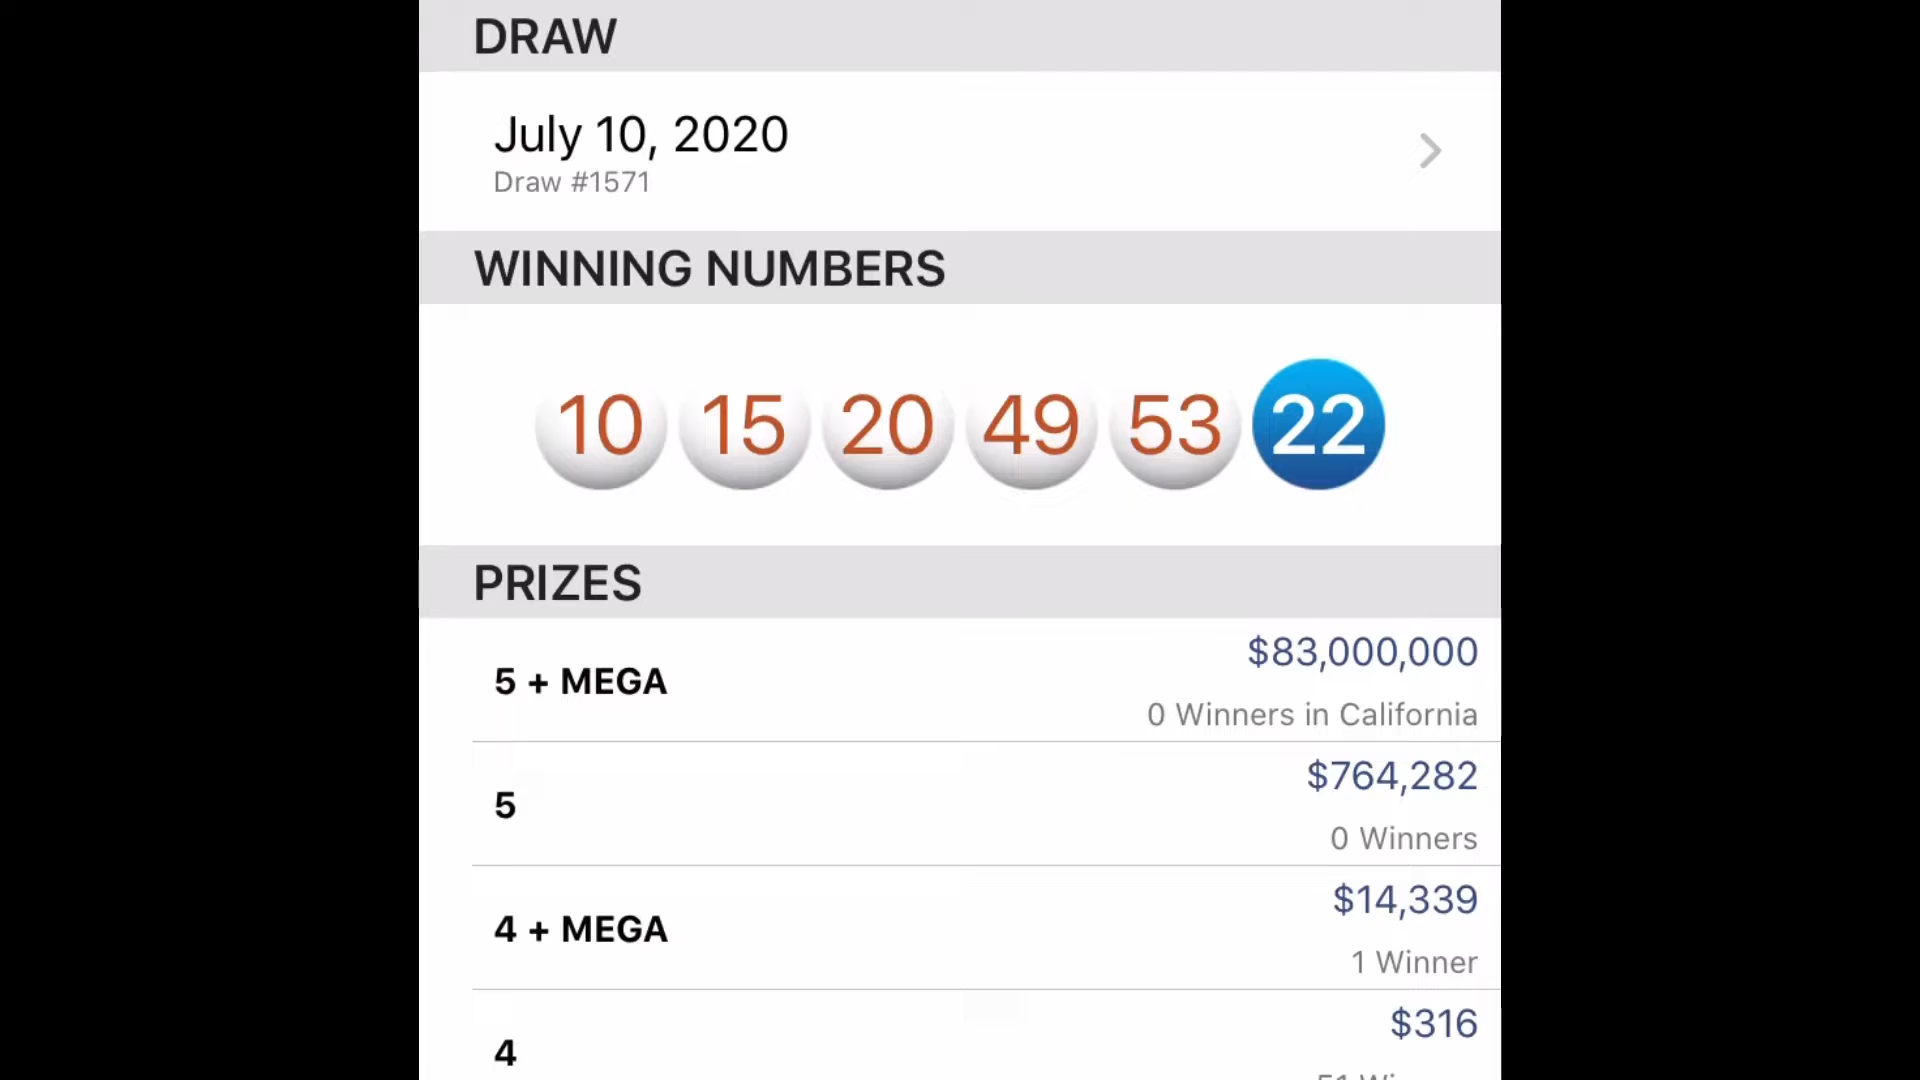 DRAW
July 10, 2020
Draw #1571
WINNING NUMBERS
10 15 20 49 53 22
PRIZES
5 + MEGA
$83,000,000
0 Winners in California
5
$764,282
0 Winners
4 + MEGA
$14,339
1 Winner
4
$316